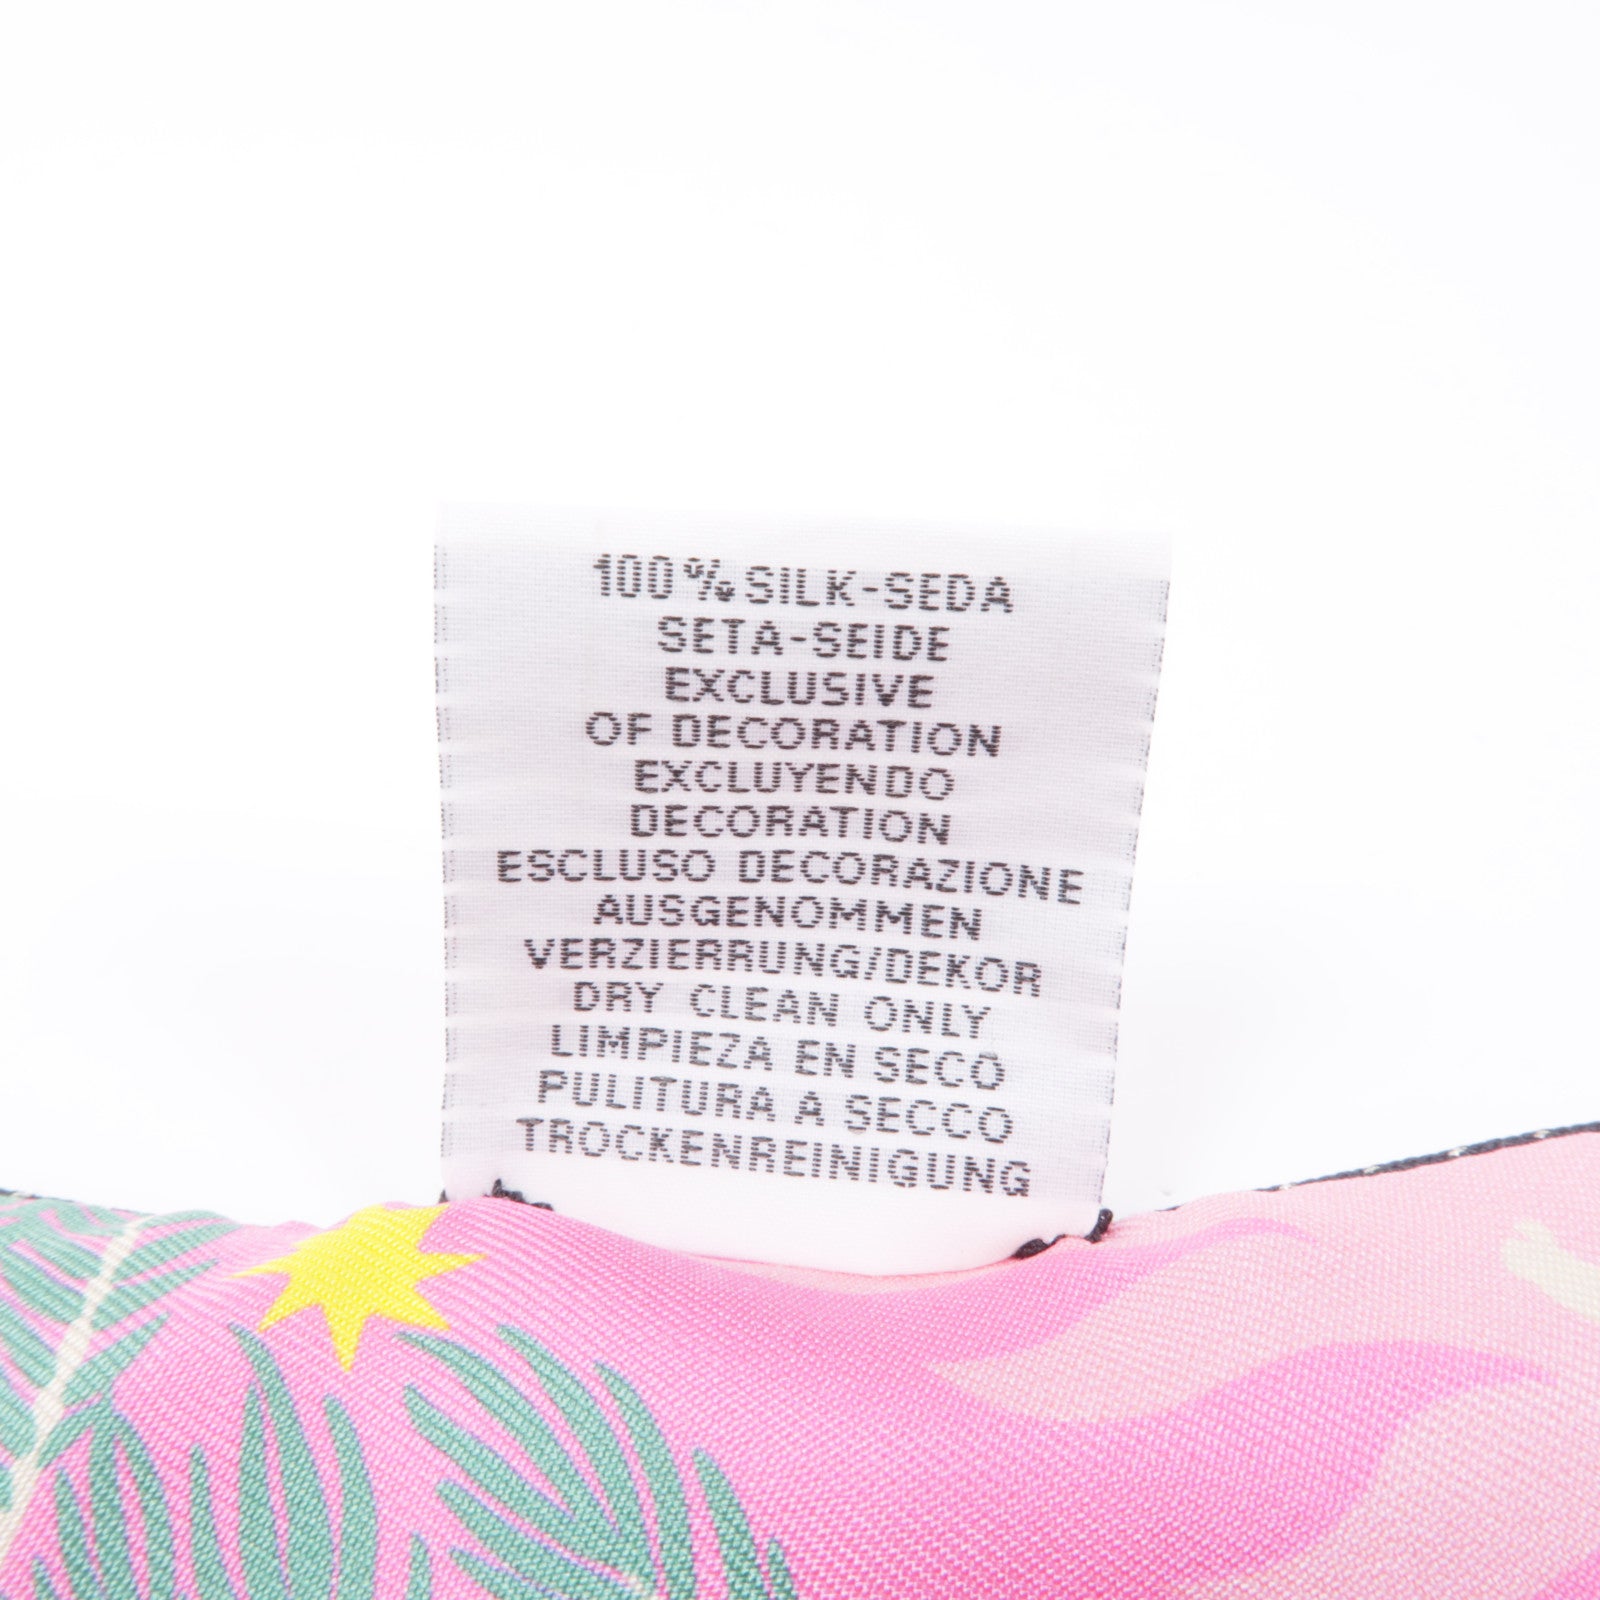 100% SILK-SEDA
SETA-SEIDE
EXCLUSIVE
OF DECORATION
EXCLUYENDO
DECORATION
ESCLUSO DECORAZIONE
AUSGENOMMEN
VERZIERRUNG/DEKOR
DRY CLEAN ONLY
LIMPIEZA EN SECO
PULITURA A SECCO
TROCKENREINIGUNG